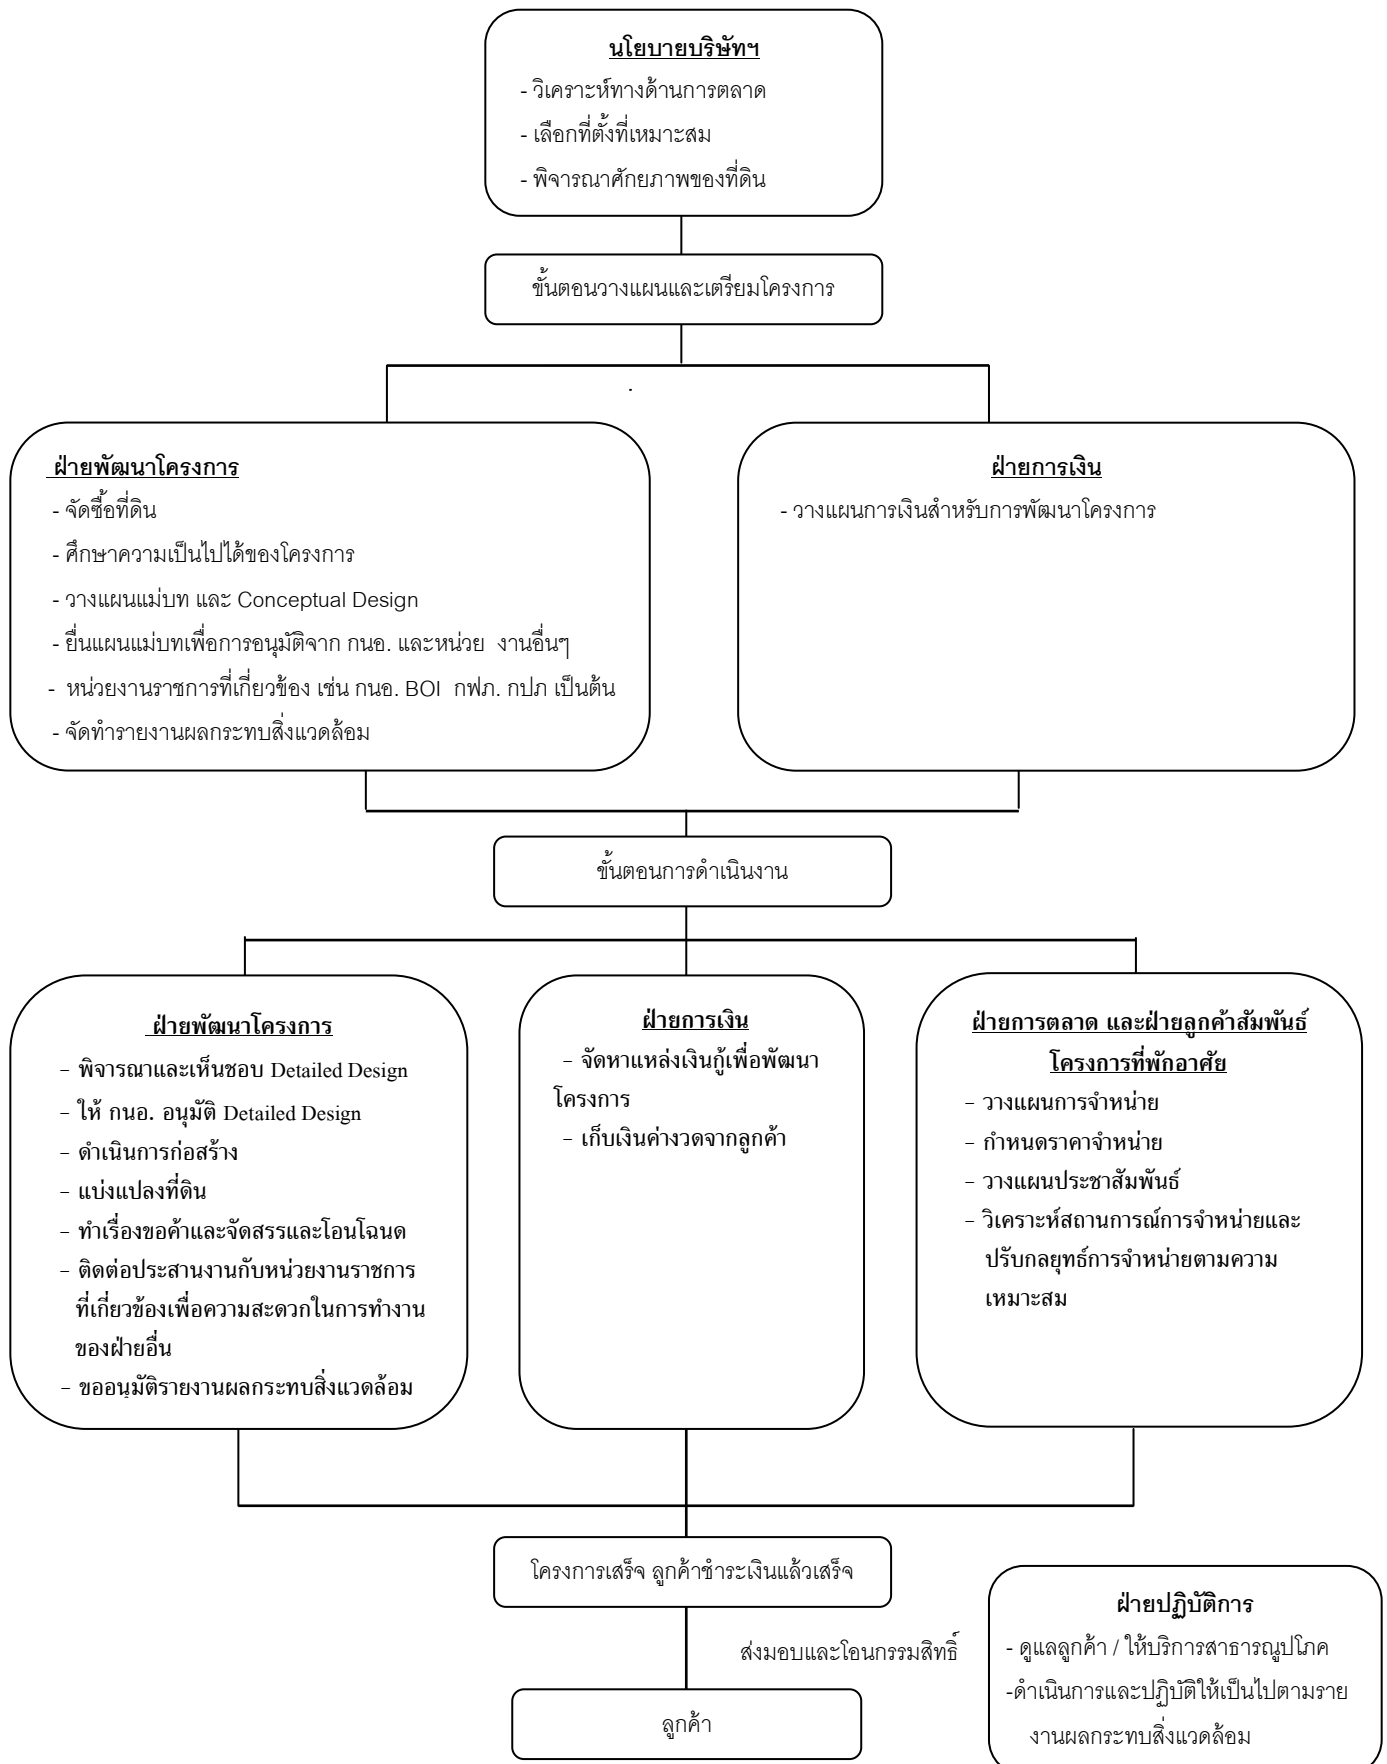 นโยบายบริษัทฯ
- วิเคราะห์ทางด้านการตลาด
- เลือกที่ตั้งที่เหมาะสม
- พิจารณาศักยภาพของที่ดิน
ขั้นตอนวางแผนและเตรียมโครงการ
ฝ่ายพัฒนาโครงการ
- จัดซื้อที่ดิน
- ศึกษาความเป็นไปได้ของโครงการ
- วางแผนแม่บท และ Conceptual Design
- ยื่นแผนแม่บทเพื่อการอนุมัติจาก กนอ. และหน่วย งานอื่นๆ
- หน่วยงานราชการที่เกี่ยวข้อง เช่น กนอ. BOI กฟภ. กปภ เป็นต้น
- จัดทำรายงานผลกระทบสิ่งแวดล้อม
ฝ่ายการเงิน
- วางแผนการเงินสำหรับการพัฒนาโครงการ
ขั้นตอนการดำเนินงาน
ฝ่ายพัฒนาโครงการ
- พิจารณาและเห็นชอบ Detailed Design
- ให้ กนอ. อนุมัติ Detailed Design
- ดำเนินการก่อสร้าง
- แบ่งแปลงที่ดิน
- ทำเรื่องขอค้าและจัดสรรและโอนโฉนด
- ติดต่อประสานงานกับหน่วยงานราชการ
ที่เกี่ยวข้องเพื่อความสะดวกในการทำงาน
ของฝ่ายอื่น
- ขออนุมัติรายงานผลกระทบสิ่งแวดล้อม
ฝ่ายการเงิน
- จัดหาแหล่งเงินกู้เพื่อพัฒนา
โครงการ
- เก็บเงินค่างวดจากลูกค้า
ฝ่ายการตลาด และฝ่ายลูกค้าสัมพันธ์
โครงการที่พักอาศัย
- วางแผนการจำหน่าย
- กำหนดราคาจำหน่าย
- วางแผนประชาสัมพันธ์
- วิเคราะห์สถานการณ์การจำหน่ายและ
ปรับกลยุทธ์การจำหน่ายตามความ
เหมาะสม
โครงการเสร็จ ลูกค้าชำระเงินแล้วเสร็จ
ส่งมอบและโอนกรรมสิทธิ์
ลูกค้า
ฝ่ายปฏิบัติการ
- ดูแลลูกค้า / ให้บริการสาธารณูปโภค
-ดำเนินการและปฏิบัติให้เป็นไปตามราย
งานผลกระทบสิ่งแวดล้อม